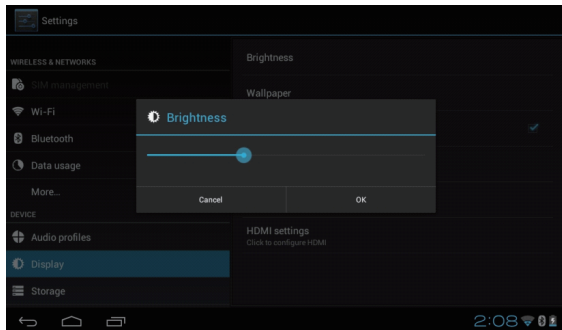 Settings
WIRELESS & NETWORKS
SIM management
Wi-Fi
Bluetooth
Data usage
More...
DEVICE
Audio profiles
Display
Storage
Brightness
Wallpaper
Brightness
Cancel
OK
HDMI settings
Click to configure HDMI
2:08